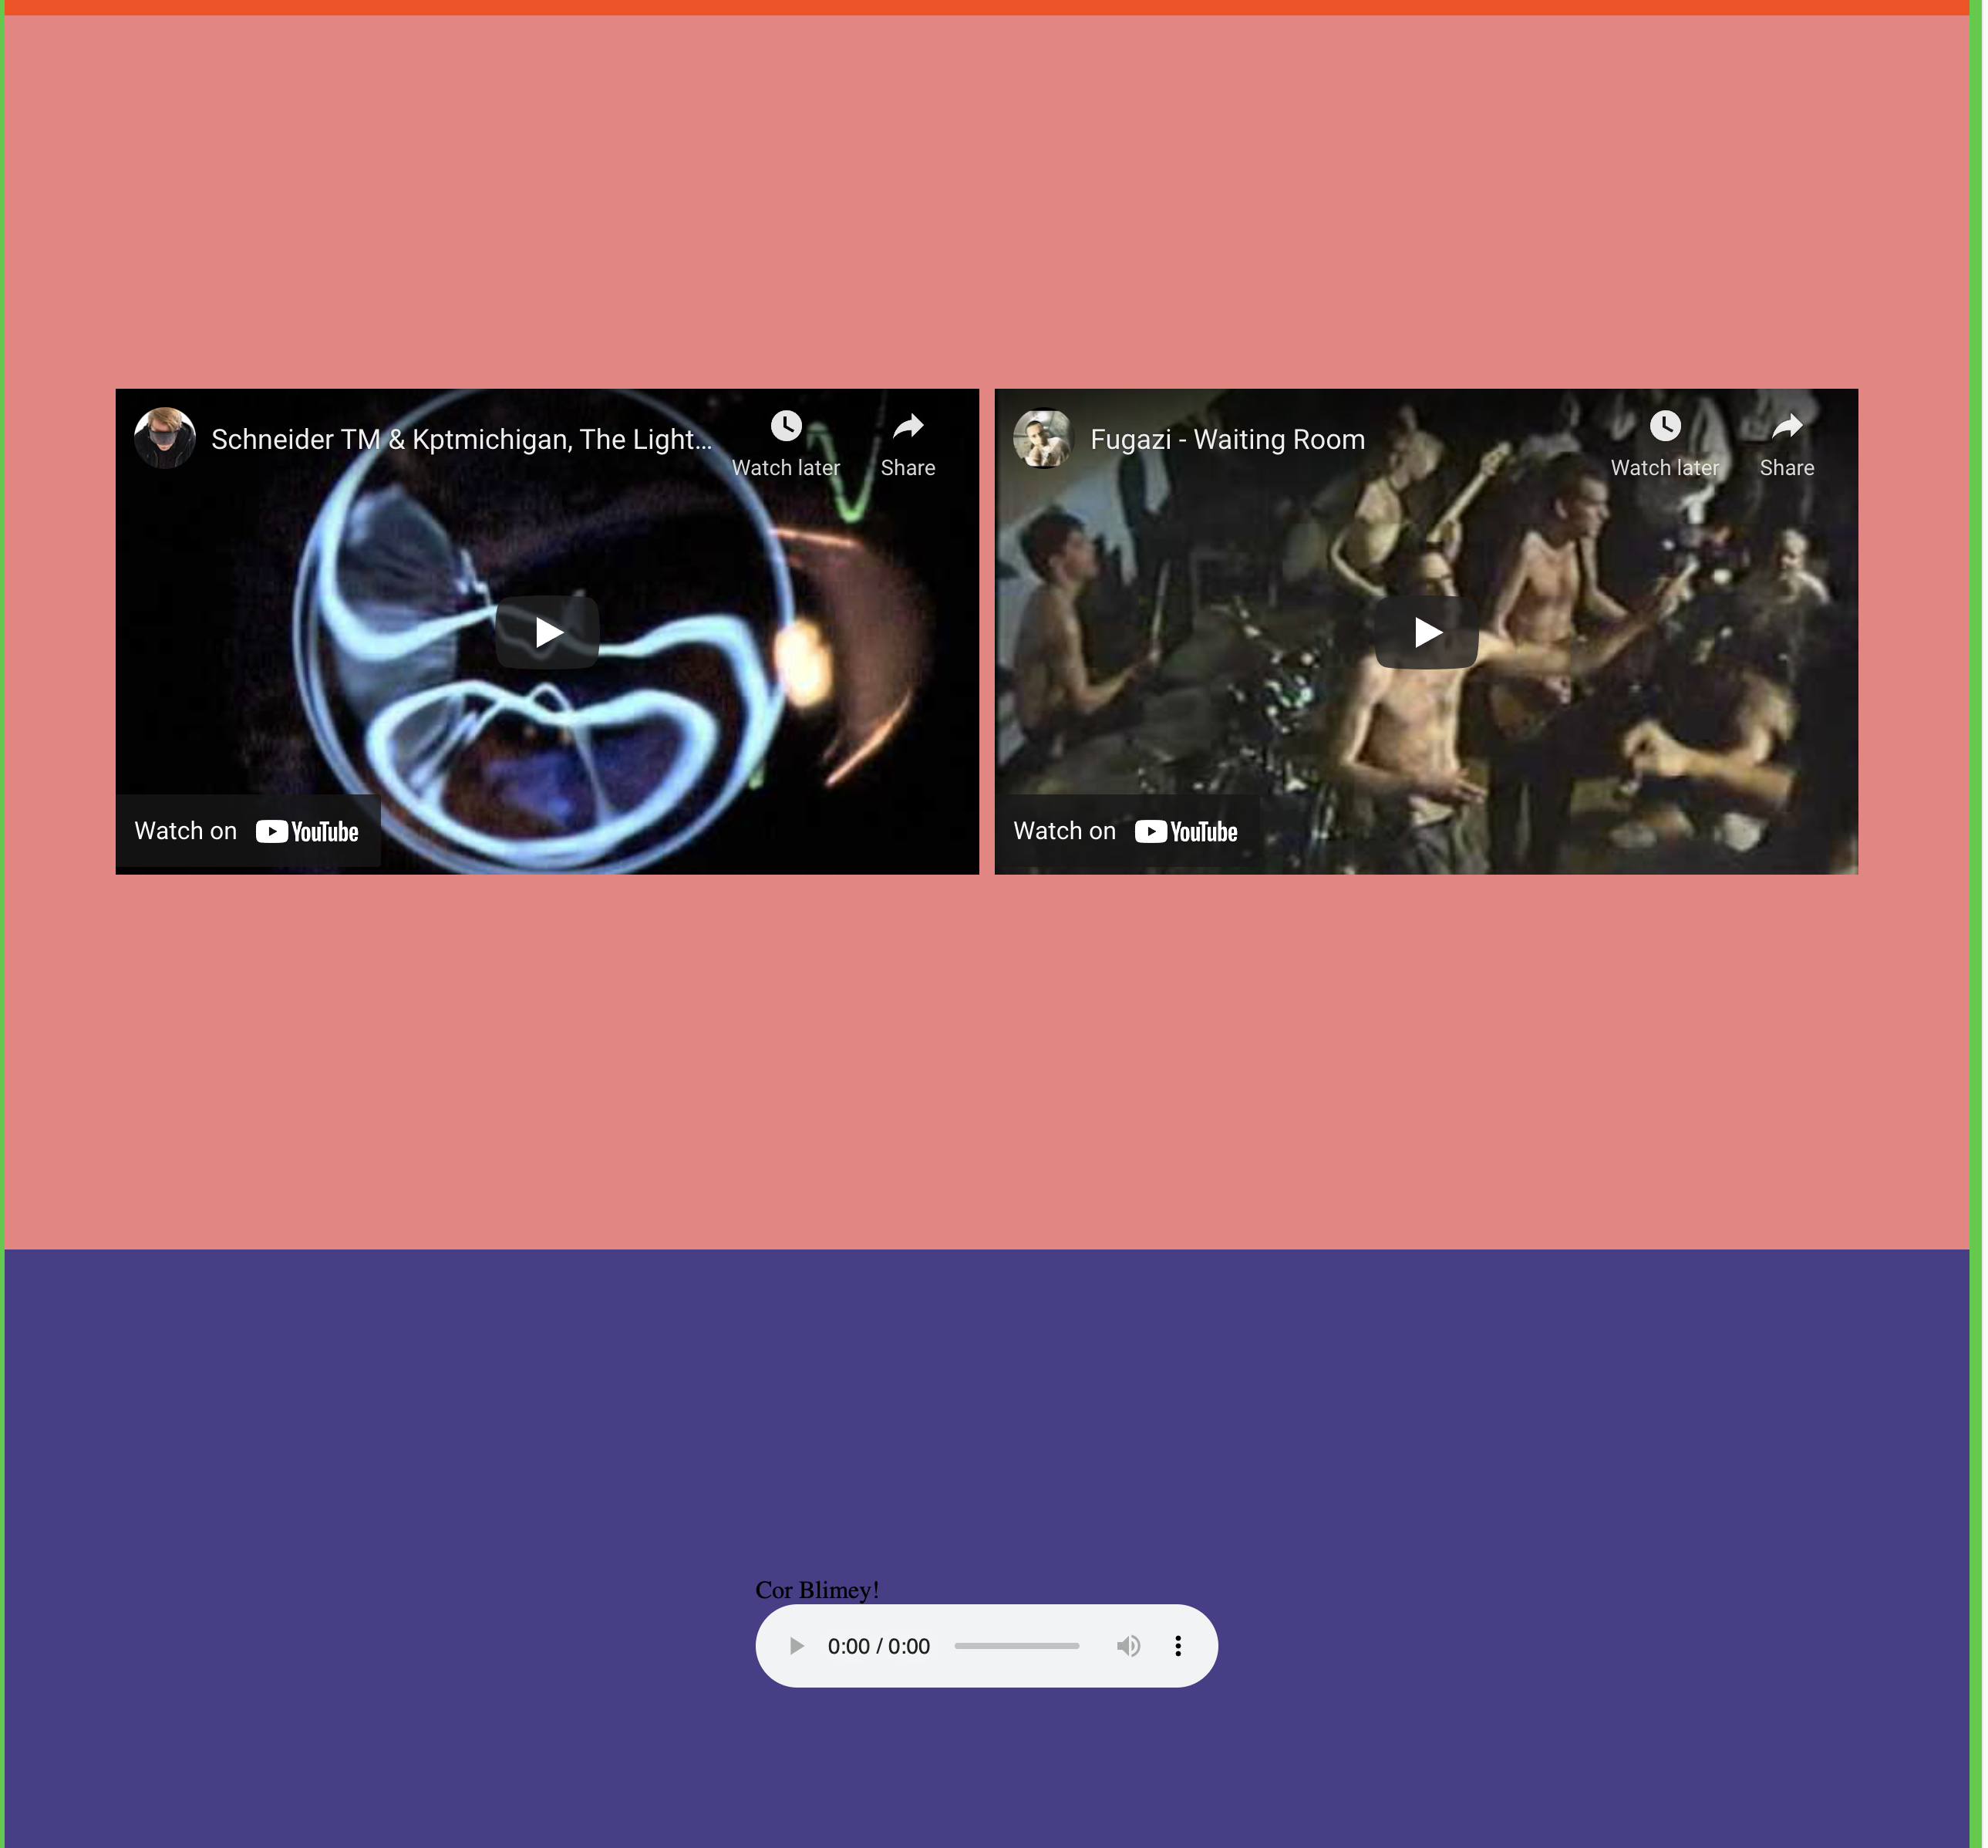 Schneider TM & Kptmichigan, The Light...
Watch later
Share
Watch on YouTube
Fugazi - Waiting Room
Watch later
Share
Watch on YouTube
Cor Blimey!
0:00 / 0:00